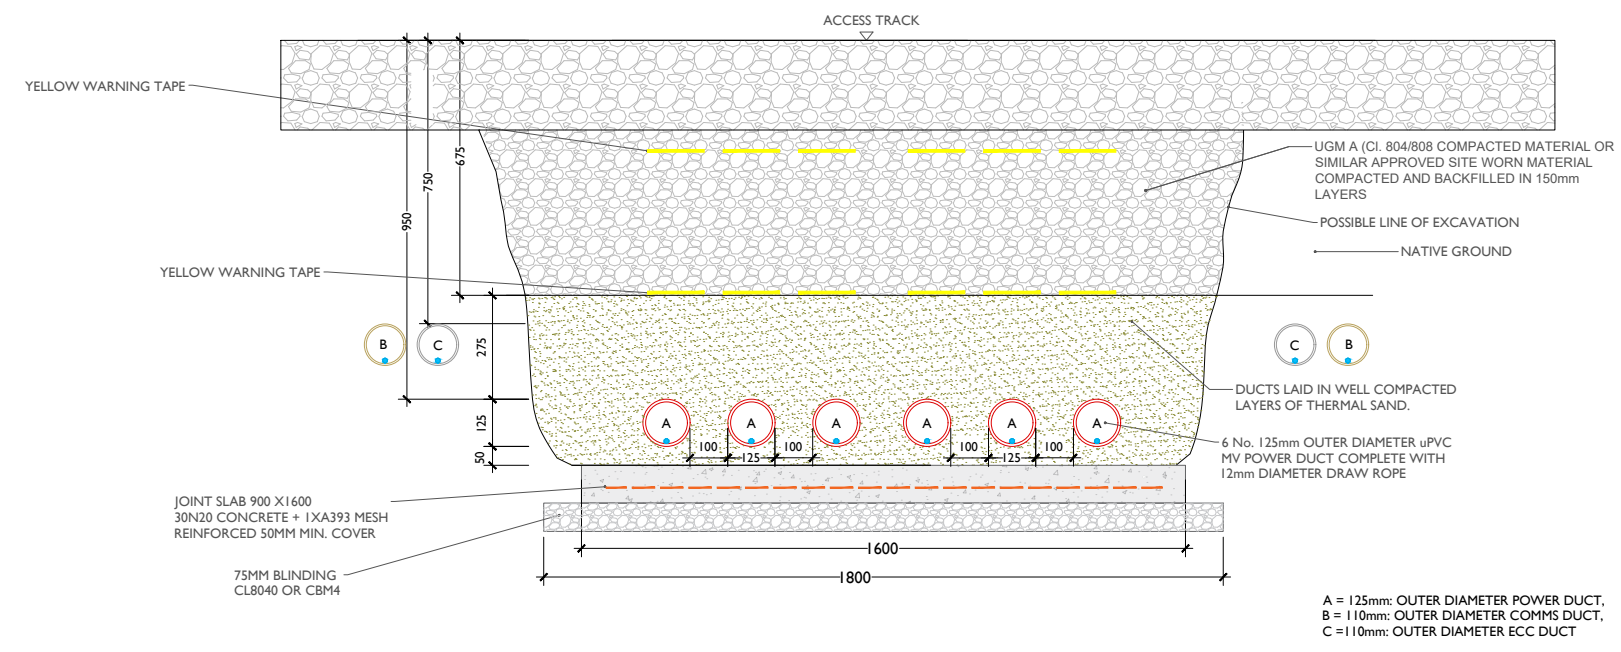 ACCESS TRACK
YELLOW WARNING TAPE
UGM A (Cl. 804/808 COMPACTED MATERIAL OR
SIMILAR APPROVED SITE WORN MATERIAL
COMPACTED AND BACKFILLED IN 150mm
LAYERS
675
750
950
POSSIBLE LINE OF EXCAVATION
NATIVE GROUND
YELLOW WARNING TAPE
B
C
275
C
B
DUCTS LAID IN WELL COMPACTED
LAYERS OF THERMAL SAND.
125
A
A
A
A
A
A
50
100
125
100
100
125
100
6 No. 125mm OUTER DIAMETER uPVC
MV POWER DUCT COMPLETE WITH
12mm DIAMETER DRAW ROPE
JOINT SLAB 900 X1600
30N20 CONCRETE + 1XA393 MESH
REINFORCED 50MM MIN. COVER
1600
1800
75MM BLINDING
CL8040 OR CBM4
A = 125mm: OUTER DIAMETER POWER DUCT,
B = 110mm: OUTER DIAMETER COMMS DUCT,
C =110mm: OUTER DIAMETER ECC DUCT